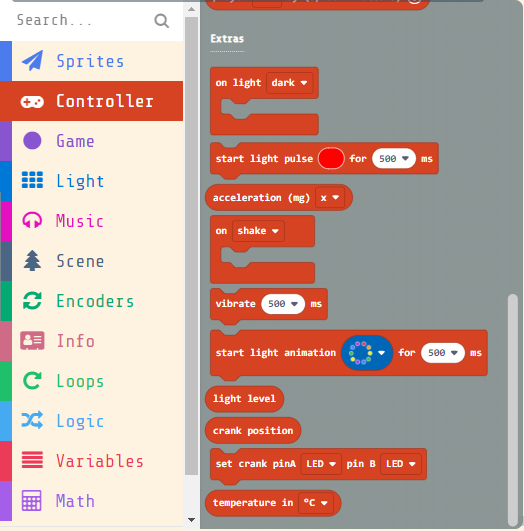 Search...
Sprites
Controller
Game
Light
Music
Scene
Encoders
Info
Loops
Logic
Variables
Math
Extras
on light dark
start light pulse for 500 ms
acceleration (mg) x
on shake
vibrate 500 ms
start light animation for 500 ms
light level
crank position
set crank pinA LED pin B LED
temperature in °C